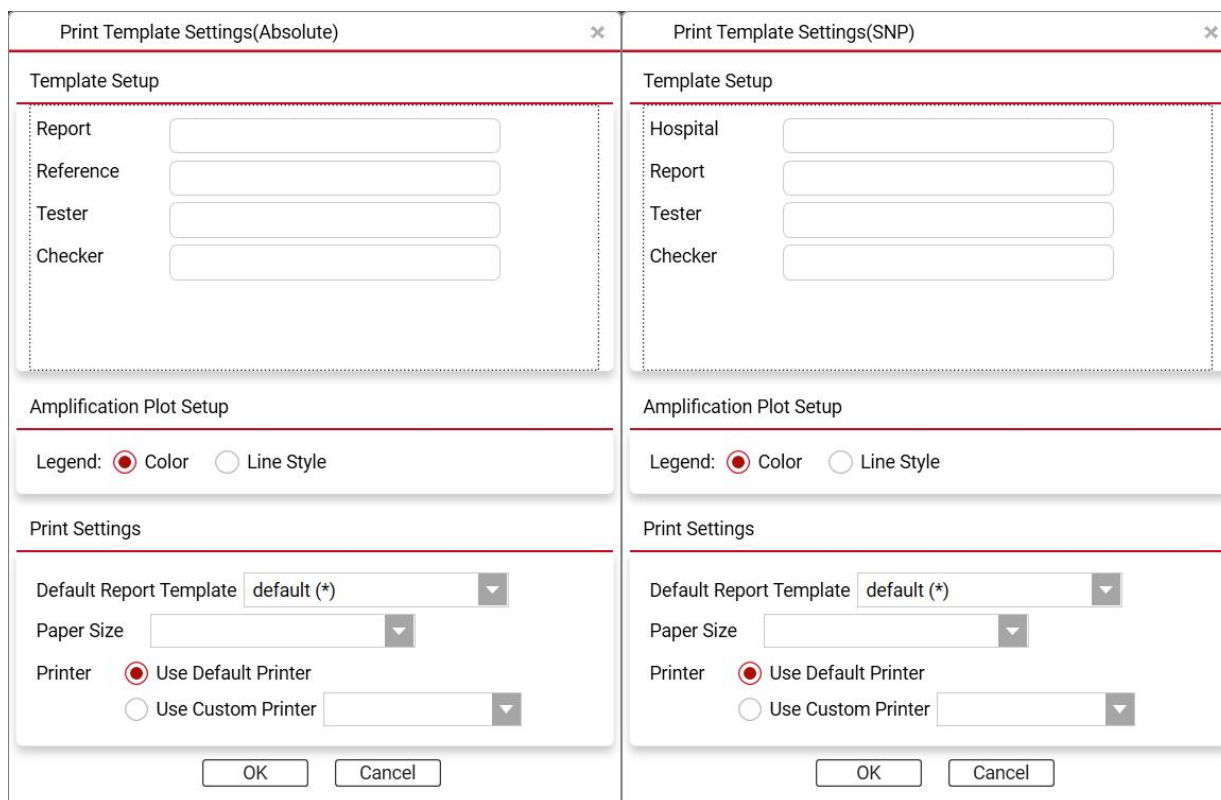 Print Template Settings(Absolute)
Template Setup
Report
Reference
Tester
Checker
Amplification Plot Setup
Legend: Color Line Style
Print Settings
Default Report Template default (*)
Paper Size
Printer Use Default Printer
Use Custom Printer
OK Cancel
Print Template Settings(SNP)
Template Setup
Hospital
Report
Tester
Checker
Amplification Plot Setup
Legend: Color Line Style
Print Settings
Default Report Template default (*)
Paper Size
Printer Use Default Printer
Use Custom Printer
OK Cancel